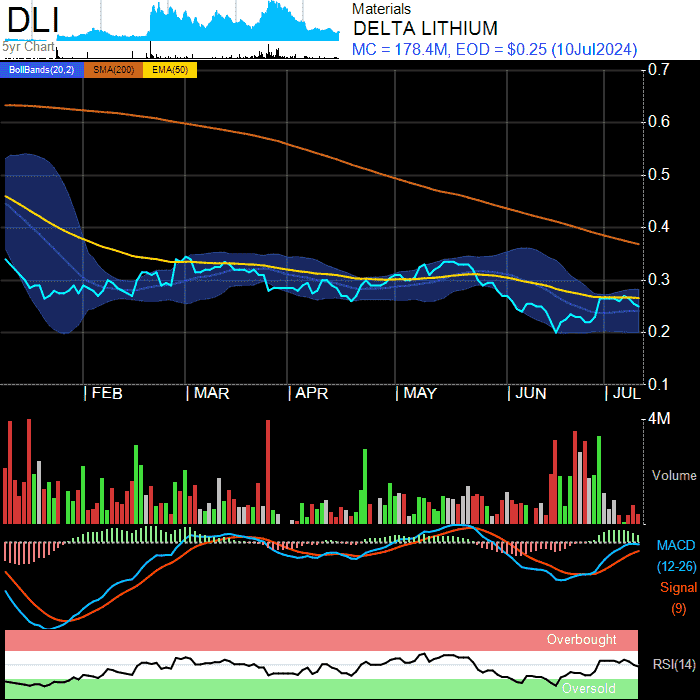 DLI
5yr Chart
Materials
DELTA LITHIUM
MC = 178.4M, EOD = $0.25 (10Jul2024)
BollBands(20,2) SMA(200) EMA(50)
0.7
0.6
0.5
0.4
0.3
0.2
0.1
FEB MAR APR MAY JUN JUL
4M
Volume
MACD
(12-26)
Signal
(9)
Overbought
RSI(14)
Oversold